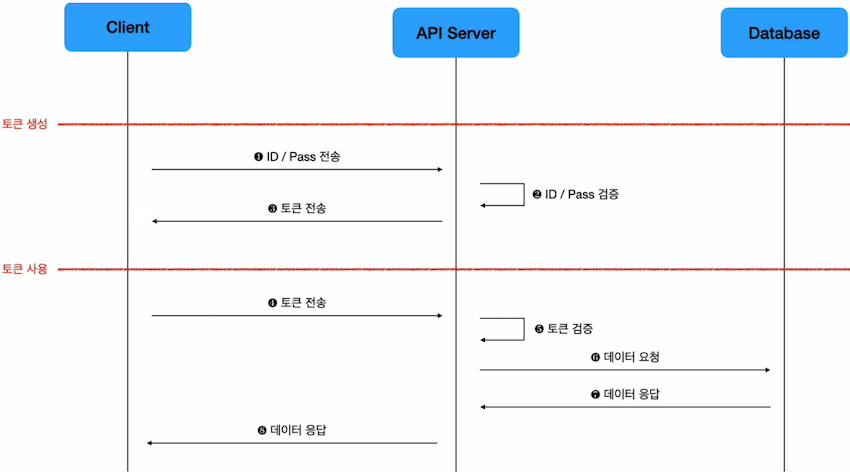 Client
API Server
Database
토큰 생성
❶ ID / Pass 전송
❷ ID / Pass 검증
❸ 토큰 전송
토큰 사용
❹ 토큰 전송
❺ 토큰 검증
❻ 데이터 요청
❼ 데이터 응답
❽ 데이터 응답